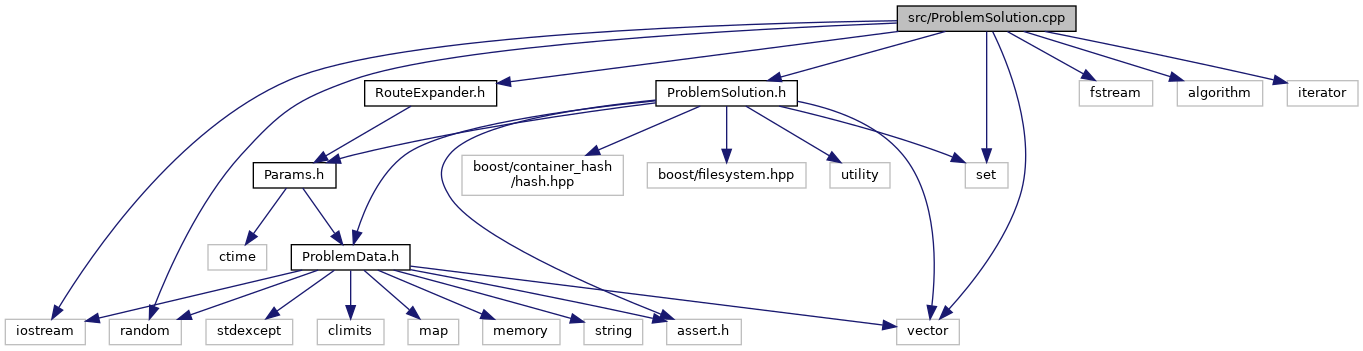 src/ProblemSolution.cpp
RouteExpander.h
ProblemSolution.h
fstream
algorithm
iterator
Params.h
boost/container_hash
/hash.hpp
boost/filesystem.hpp
utility
set
ctime
ProblemData.h
iostream
random
stdexcept
climits
map
memory
string
assert.h
vector